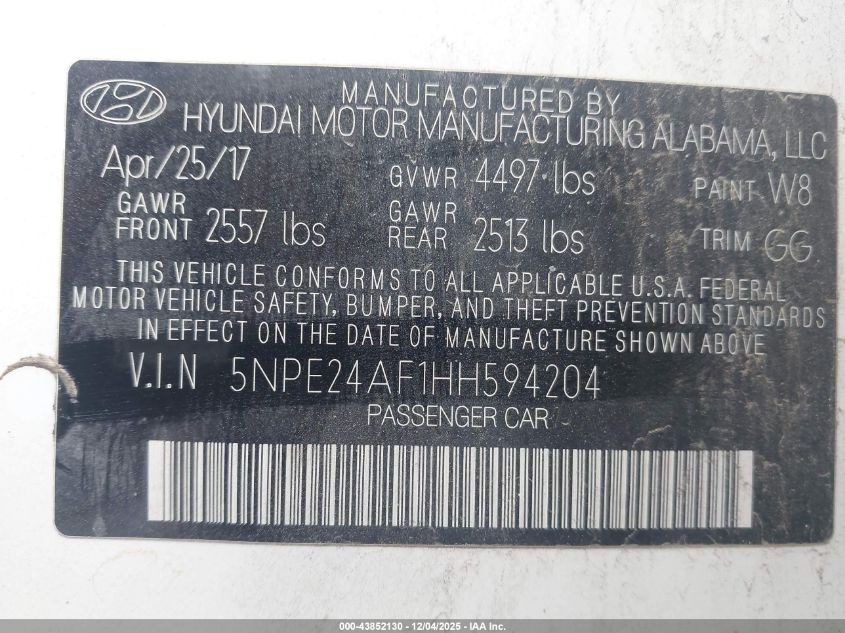 MANUFACTURED BY
HYUNDAI MOTOR MANUFACTURING ALABAMA, LLC
Apr/25/17 GVWR 4497 lbs PAINT W8
GAWR FRONT 2557 lbs GAWR REAR 2513 lbs TRIM GG
THIS VEHICLE CONFORMS TO ALL APPLICABLE U.S.A. FEDERAL
MOTOR VEHICLE SAFETY, BUMPER, AND THEFT PREVENTION STANDARDS
IN EFFECT ON THE DATE OF MANUFACTURE SHOWN ABOVE
V.I.N 5NPE24AF1HH594204
PASSENGER CAR
000-43852130 - 12/04/2025 - IAA Inc.